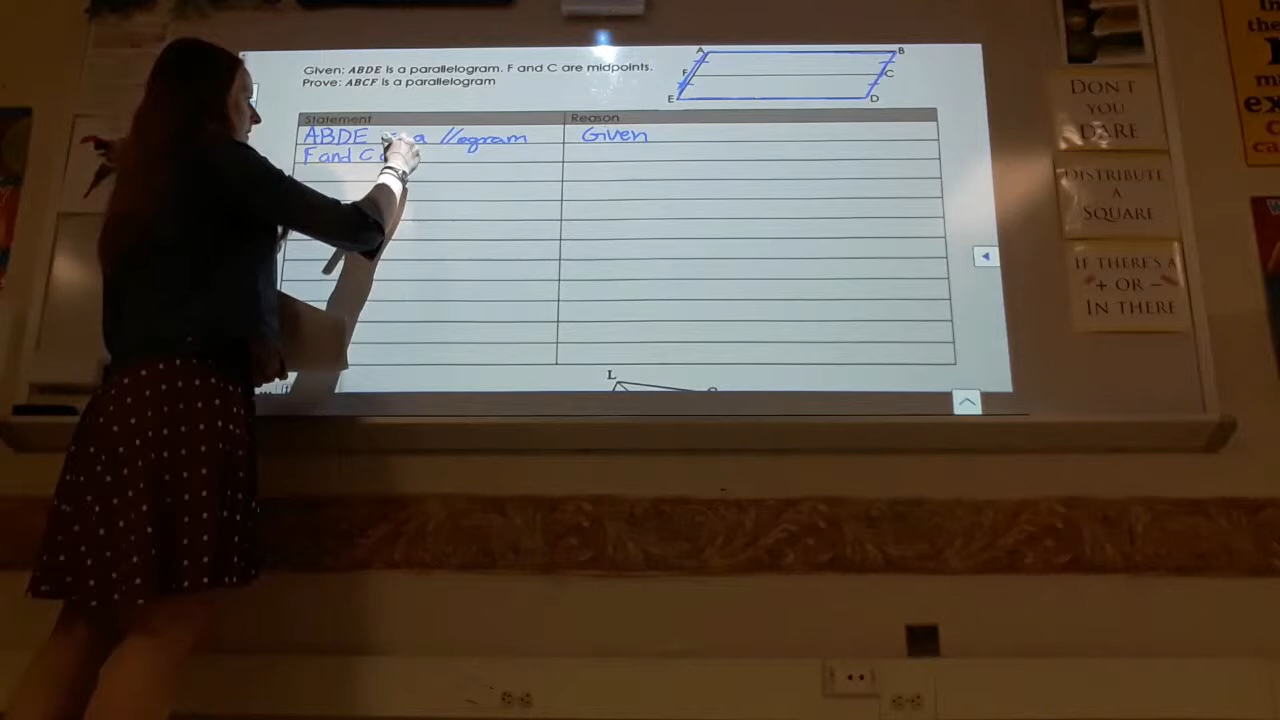 Given: ABDE is a parallelogram. F and C are midpoints.
Prove: ABCF is a parallelogram
A B
F C
E D
Statement Reason
ABDE is a //ogram Given
F and C
L
DON'T
YOU
DARE
DISTRIBUTE
A
SQUARE
IF THERE'S A
+ OR -
IN THERE